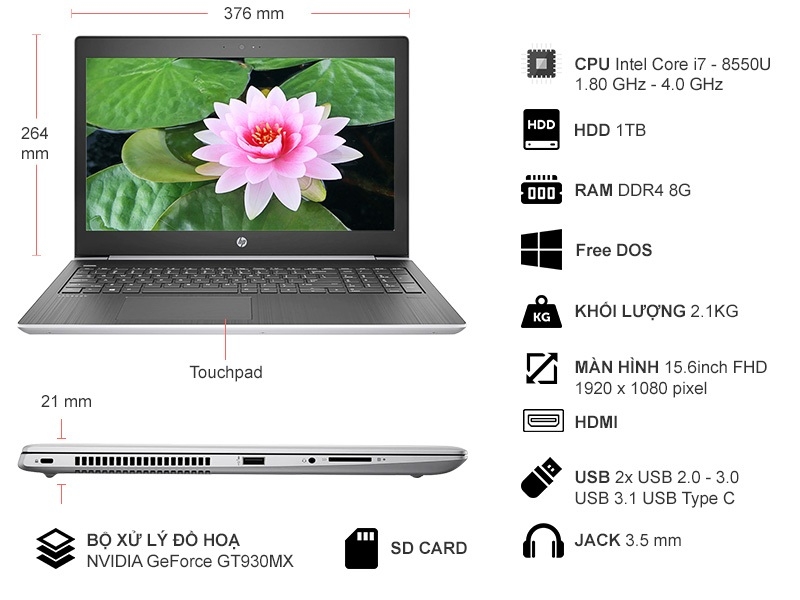 376 mm
264
mm
hp
Touchpad
21 mm
CPU Intel Core i7 - 8550U
1.80 GHz - 4.0 GHz
HDD
HDD 1TB
RAM DDR4 8G
Free DOS
KG
KHỐI LƯỢNG 2.1KG
MÀN HÌNH 15.6inch FHD
1920 x 1080 pixel
HDMI
USB 2x USB 2.0 - 3.0
USB 3.1 USB Type C
JACK 3.5 mm
BỘ XỬ LÝ ĐỒ HOẠ
NVIDIA GeForce GT930MX
SD CARD